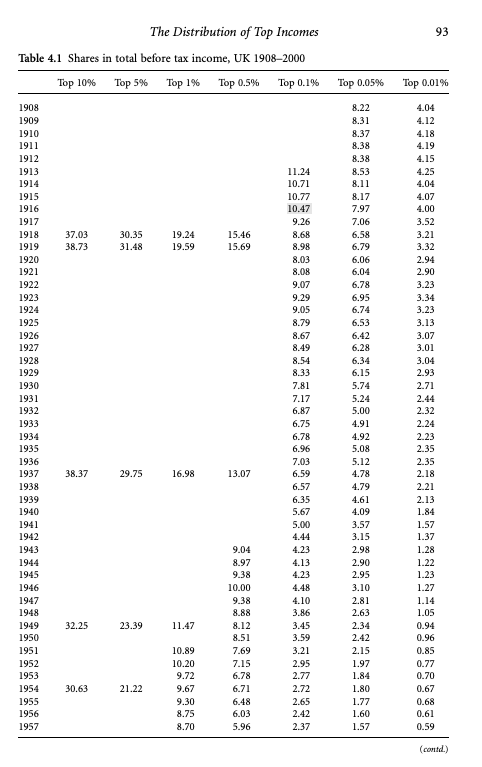 The Distribution of Top Incomes 93
Table 4.1 Shares in total before tax income, UK 1908–2000
Top 10% Top 5% Top 1% Top 0.5% Top 0.1% Top 0.05% Top 0.01%
1908 8.22 4.04
1909 8.31 4.12
1910 8.37 4.18
1911 8.38 4.19
1912 8.38 4.15
1913 11.24 8.53 4.25
1914 10.71 8.11 4.04
1915 10.77 8.17 4.07
1916 10.47 7.97 4.00
1917 9.26 7.06 3.52
1918 37.03 30.35 19.24 15.46 8.68 6.58 3.21
1919 38.73 31.48 19.59 15.69 8.98 6.79 3.32
1920 8.03 6.06 2.94
1921 8.08 6.04 2.90
1922 9.07 6.78 3.23
1923 9.29 6.95 3.34
1924 9.05 6.74 3.23
1925 8.79 6.53 3.13
1926 8.67 6.42 3.07
1927 8.49 6.28 3.01
1928 8.54 6.34 3.04
1929 8.33 6.15 2.93
1930 7.81 5.74 2.71
1931 7.17 5.24 2.44
1932 6.87 5.00 2.32
1933 6.75 4.91 2.24
1934 6.78 4.92 2.23
1935 6.96 5.08 2.35
1936 7.03 5.12 2.35
1937 38.37 29.75 16.98 13.07 6.59 4.78 2.18
1938 6.57 4.79 2.21
1939 6.35 4.61 2.13
1940 5.67 4.09 1.84
1941 5.00 3.57 1.57
1942 4.44 3.15 1.37
1943 9.04 4.23 2.98 1.28
1944 8.97 4.13 2.90 1.22
1945 9.38 4.23 2.95 1.23
1946 10.00 4.48 3.10 1.27
1947 9.38 4.10 2.81 1.14
1948 8.88 3.86 2.63 1.05
1949 32.25 23.39 11.47 8.12 3.45 2.34 0.94
1950 8.51 3.59 2.42 0.96
1951 10.89 7.69 3.21 2.15 0.85
1952 10.20 7.15 2.95 1.97 0.77
1953 9.72 6.78 2.77 1.84 0.70
1954 30.63 21.22 9.67 6.71 2.72 1.80 0.67
1955 9.30 6.48 2.65 1.77 0.68
1956 8.75 6.03 2.42 1.60 0.61
1957 8.70 5.96 2.37 1.57 0.59
(contd.)